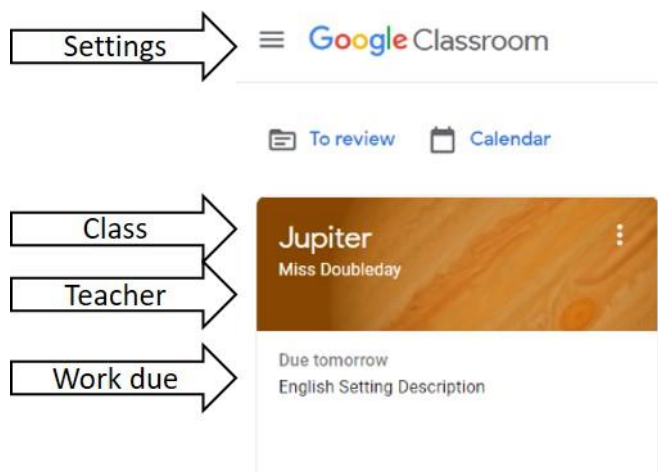 Settings
Google Classroom
To review Calendar
Class
Jupiter
Miss Doubleday
Teacher
Due tomorrow
Work due
English Setting Description